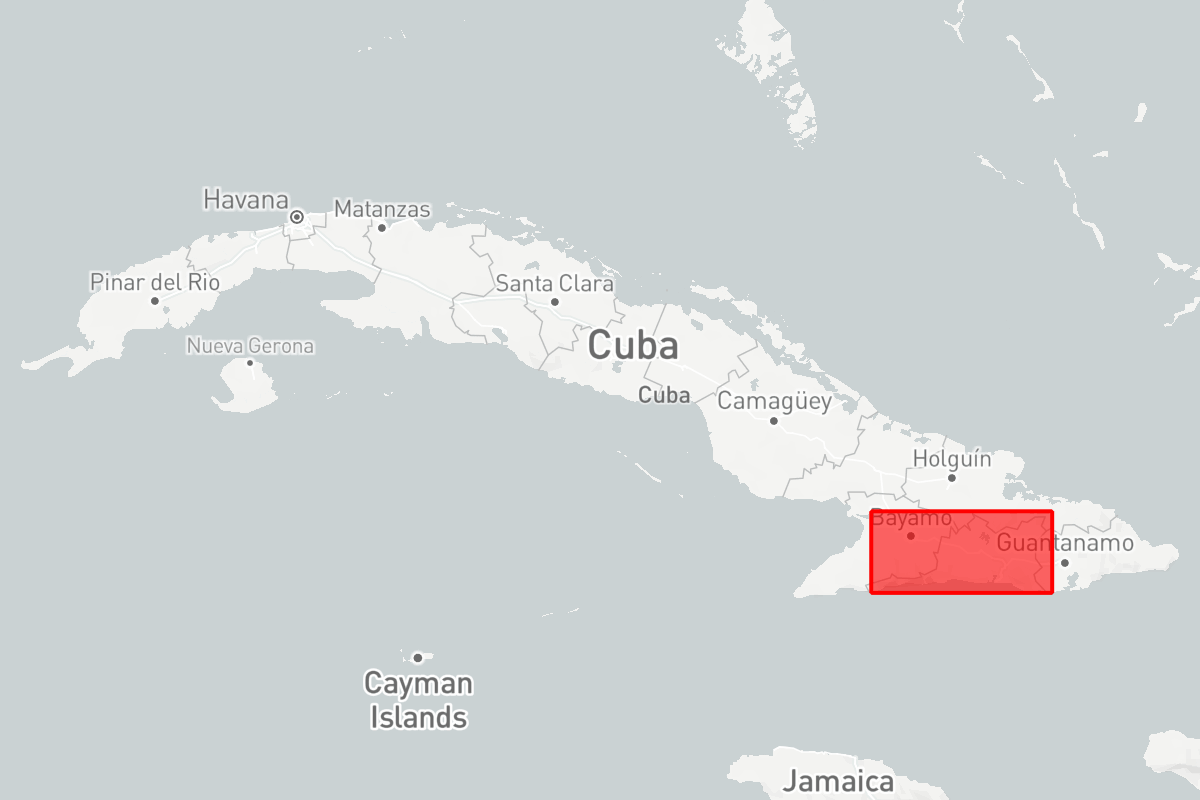 Havana
Matanzas
Pinar del Rio
Santa Clara
Nueva Gerona
Cuba
Cuba
Camagüey
Holguín
Bayamo
Guantanamo
Cayman
Islands
Jamaica